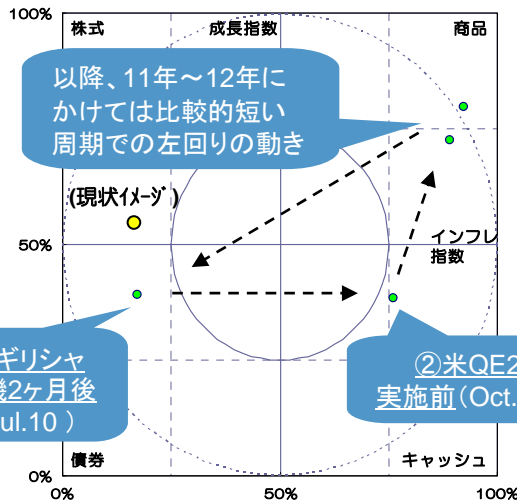 100%
株式
成長指数
商品
以降、11年～12年に
かけては比較的短い
周期での左回りの動き
(現状ｲﾒｰｼﾞ)
50%
インフレ
指数
ギリシャ
機2ヶ月後
ul.10 )
②米QE2
実施前(Oct.
債券
キャッシュ
0%
0%
50%
100%